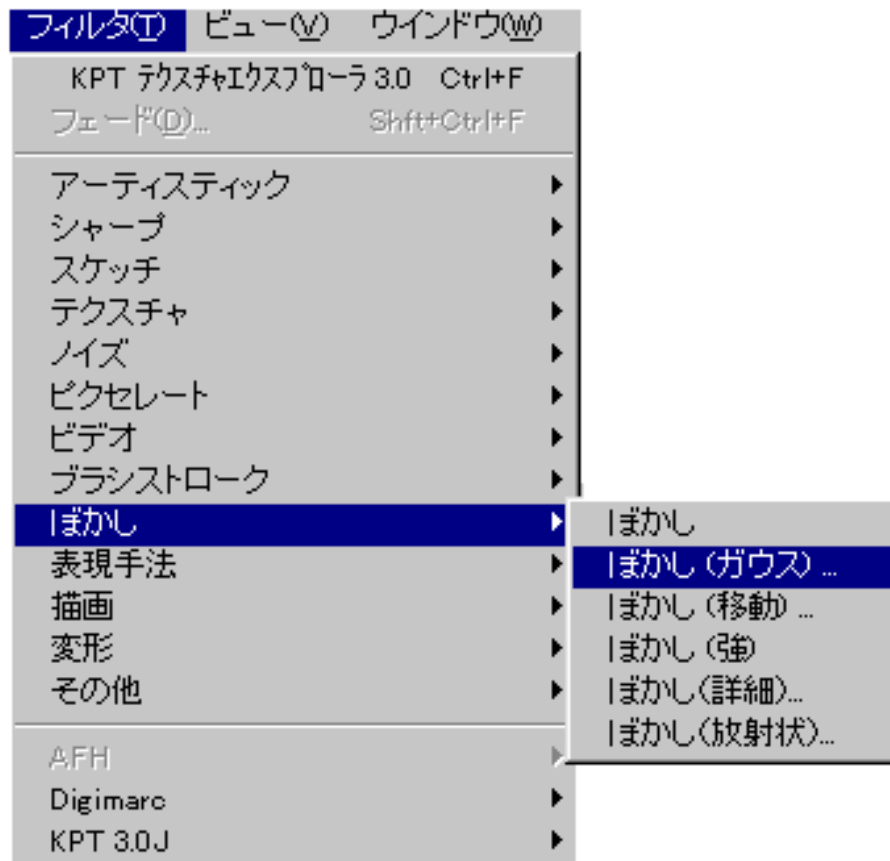 フィルタ(T) ビュー(V) ウインドウ(W)
KPT テクスチャエクスプローラ 3.0 Ctrl+F
フェード(D)... Shft+Ctrl+F
アーティスティック
シャープ
スケッチ
テクスチャ
ノイズ
ピクセレート
ビデオ
ブラシストローク
ぼかし
表現手法
描画
変形
その他
AFH
Digimarc
KPT 3.0J
ぼかし
ぼかし (ガウス) ...
ぼかし (移動) ...
ぼかし (強)
ぼかし(詳細)...
ぼかし(放射状)...